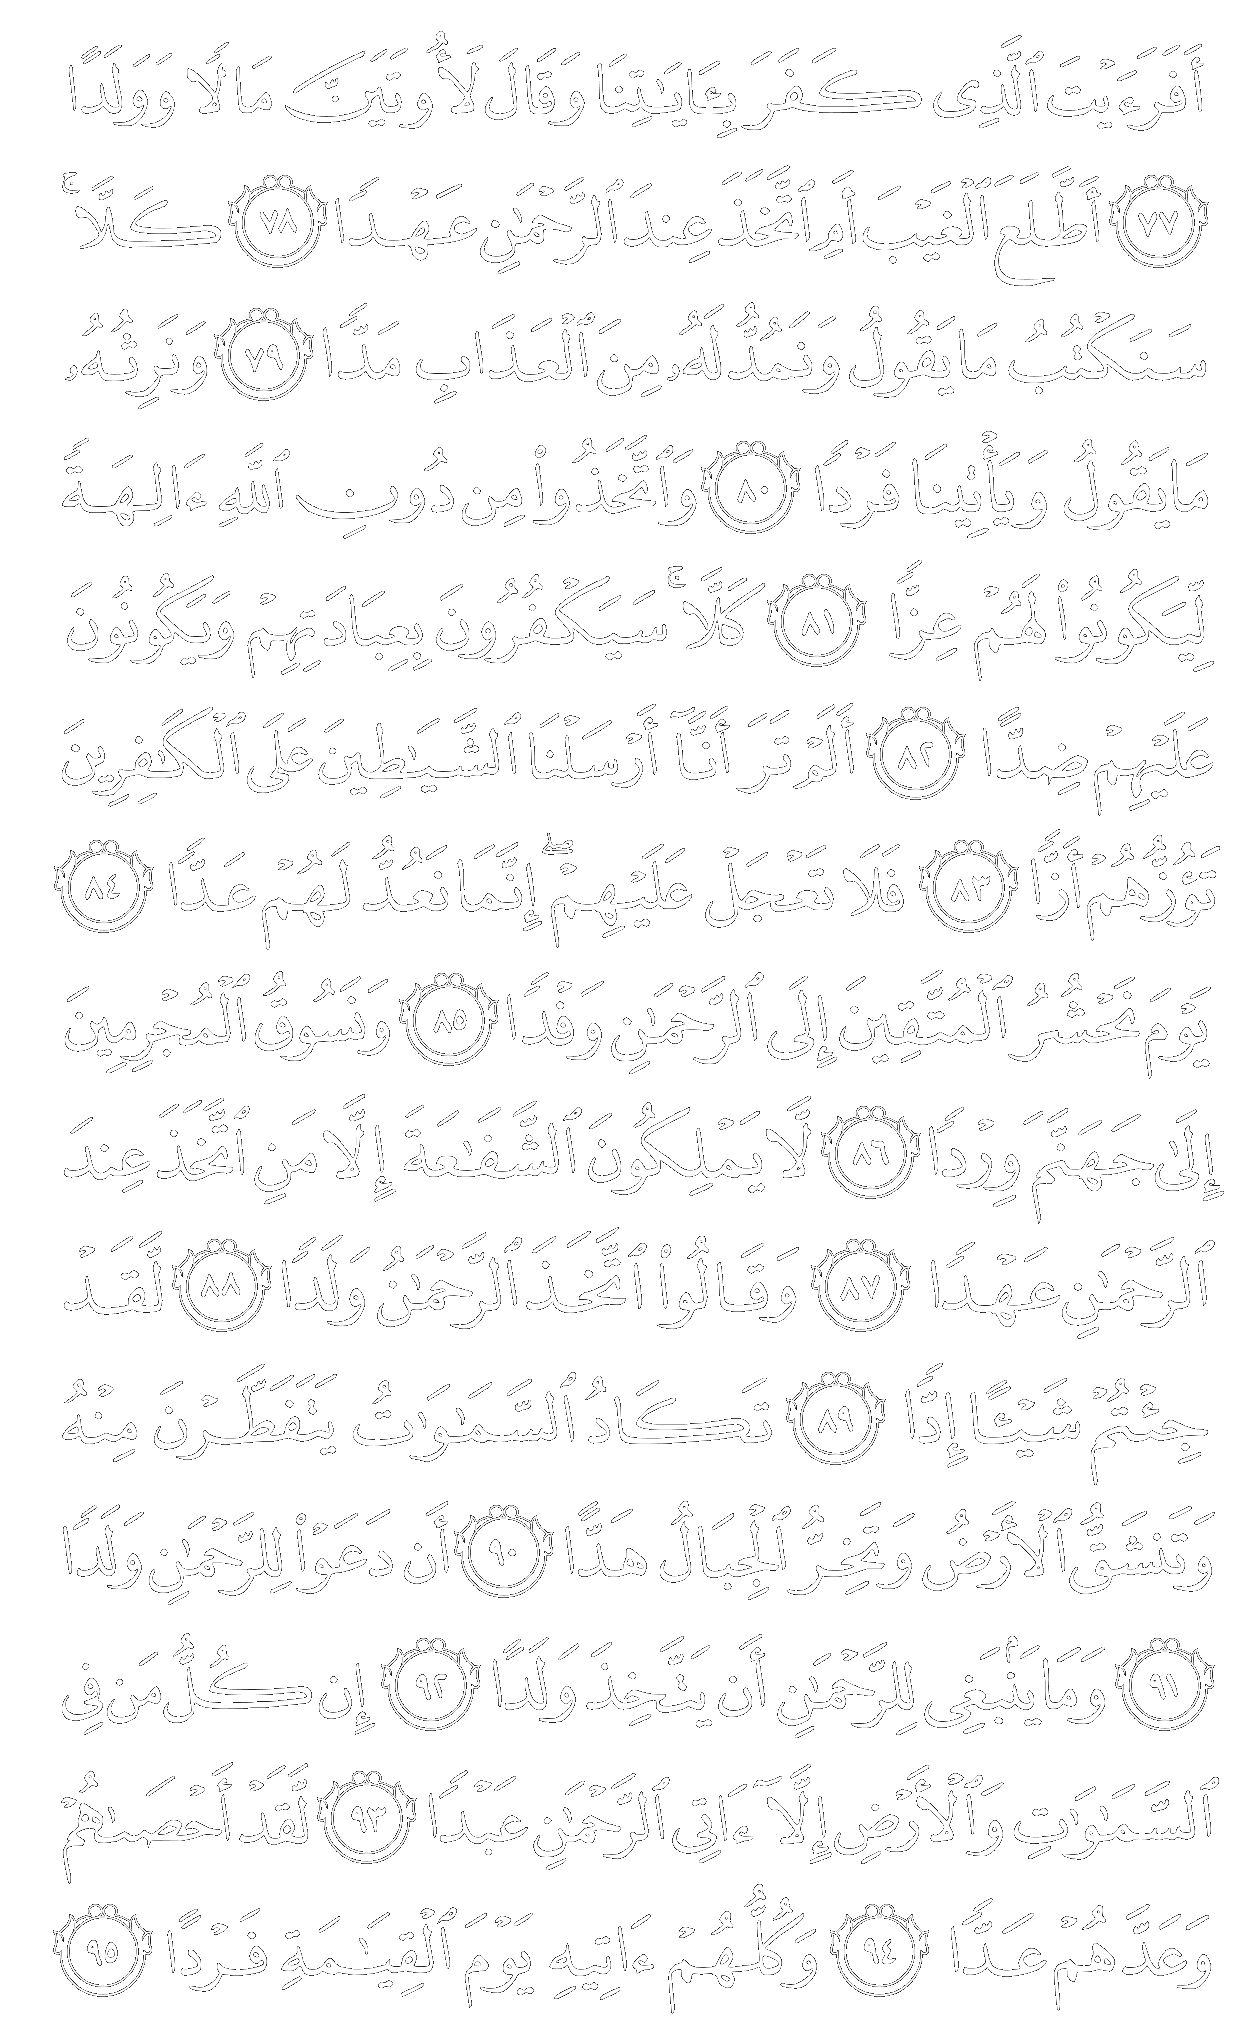 أَفَرَءَيْتَ ٱلَّذِى كَفَرَ بِـَٔايَـٰتِنَا وَقَالَ لَأُوتَيَنَّ مَالًا وَوَلَدًا
٧٧ أَطَّلَعَ ٱلْغَيْبَ أَمِ ٱتَّخَذَ عِندَ ٱلرَّحْمَـٰنِ عَهْدًا ٧٨ كَلَّا ۚ
سَنَكْتُبُ مَا يَقُولُ وَنَمُدُّ لَهُۥ مِنَ ٱلْعَذَابِ مَدًّا ٧٩ وَنَرِثُهُۥ
مَا يَقُولُ وَيَأْتِينَا فَرْدًا ٨٠ وَٱتَّخَذُوا۟ مِن دُونِ ٱللَّهِ ءَالِهَةً
لِّيَكُونُوا۟ لَهُمْ عِزًّا ٨١ كَلَّا ۚ سَيَكْفُرُونَ بِعِبَادَتِهِمْ وَيَكُونُونَ
عَلَيْهِمْ ضِدًّا ٨٢ أَلَمْ تَرَ أَنَّآ أَرْسَلْنَا ٱلشَّيَـٰطِينَ عَلَى ٱلْكَـٰفِرِينَ
تَؤُزُّهُمْ أَزًّا ٨٣ فَلَا تَعْجَلْ عَلَيْهِمْ ۖ إِنَّمَا نَعُدُّ لَهُمْ عَدًّا ٨٤
يَوْمَ نَحْشُرُ ٱلْمُتَّقِينَ إِلَى ٱلرَّحْمَـٰنِ وَفْدًا ٨٥ وَنَسُوقُ ٱلْمُجْرِمِينَ
إِلَىٰ جَهَنَّمَ وِرْدًا ٨٦ لَّا يَمْلِكُونَ ٱلشَّفَـٰعَةَ إِلَّا مَنِ ٱتَّخَذَ عِندَ
ٱلرَّحْمَـٰنِ عَهْدًا ٨٧ وَقَالُوا۟ ٱتَّخَذَ ٱلرَّحْمَـٰنُ وَلَدًا ٨٨ لَّقَدْ
جِئْتُمْ شَيْـًٔا إِدًّا ٨٩ تَكَادُ ٱلسَّمَـٰوَٰتُ يَتَفَطَّرْنَ مِنْهُ
وَتَنشَقُّ ٱلْأَرْضُ وَتَخِرُّ ٱلْجِبَالُ هَدًّا ٩٠ أَن دَعَوْا۟ لِلرَّحْمَـٰنِ وَلَدًا
٩١ وَمَا يَنۢبَغِى لِلرَّحْمَـٰنِ أَن يَتَّخِذَ وَلَدًا ٩٢ إِن كُلُّ مَن فِى
ٱلسَّمَـٰوَٰتِ وَٱلْأَرْضِ إِلَّآ ءَاتِى ٱلرَّحْمَـٰنِ عَبْدًا ٩٣ لَّقَدْ أَحْصَىٰهُمْ
وَعَدَّهُمْ عَدًّا ٩٤ وَكُلُّهُمْ ءَاتِيهِ يَوْمَ ٱلْقِيَـٰمَةِ فَرْدًا ٩٥